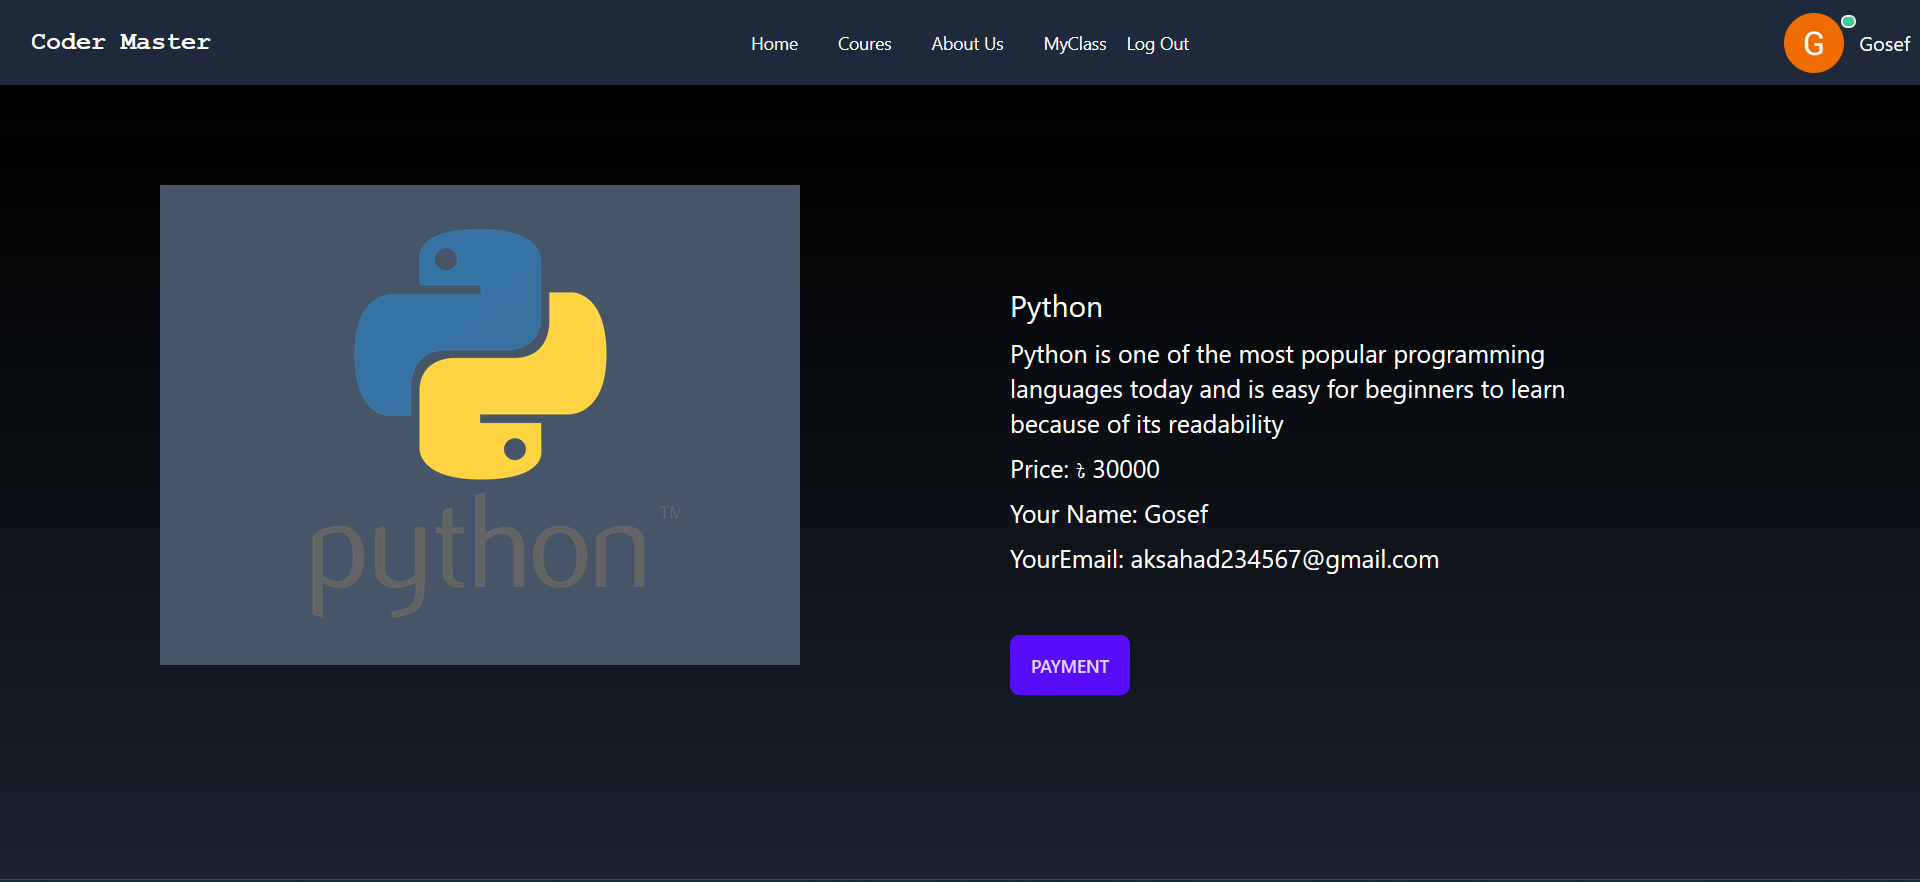 Coder Master
Home Coures About Us MyClass Log Out
G
Gosef
python TM
Python
Python is one of the most popular programming
languages today and is easy for beginners to learn
because of its readability
Price: ৳ 30000
Your Name: Gosef
YourEmail: aksahad234567@gmail.com
PAYMENT